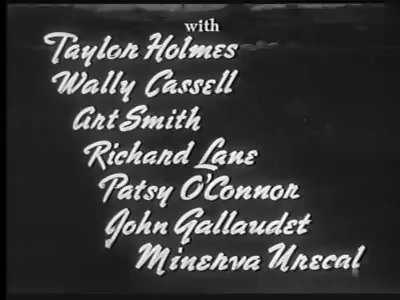 with
Taylor Holmes
Wally Cassell
Art Smith
Richard Lane
Patsy O'Connor
John Gallaudet
Minerva Urecal